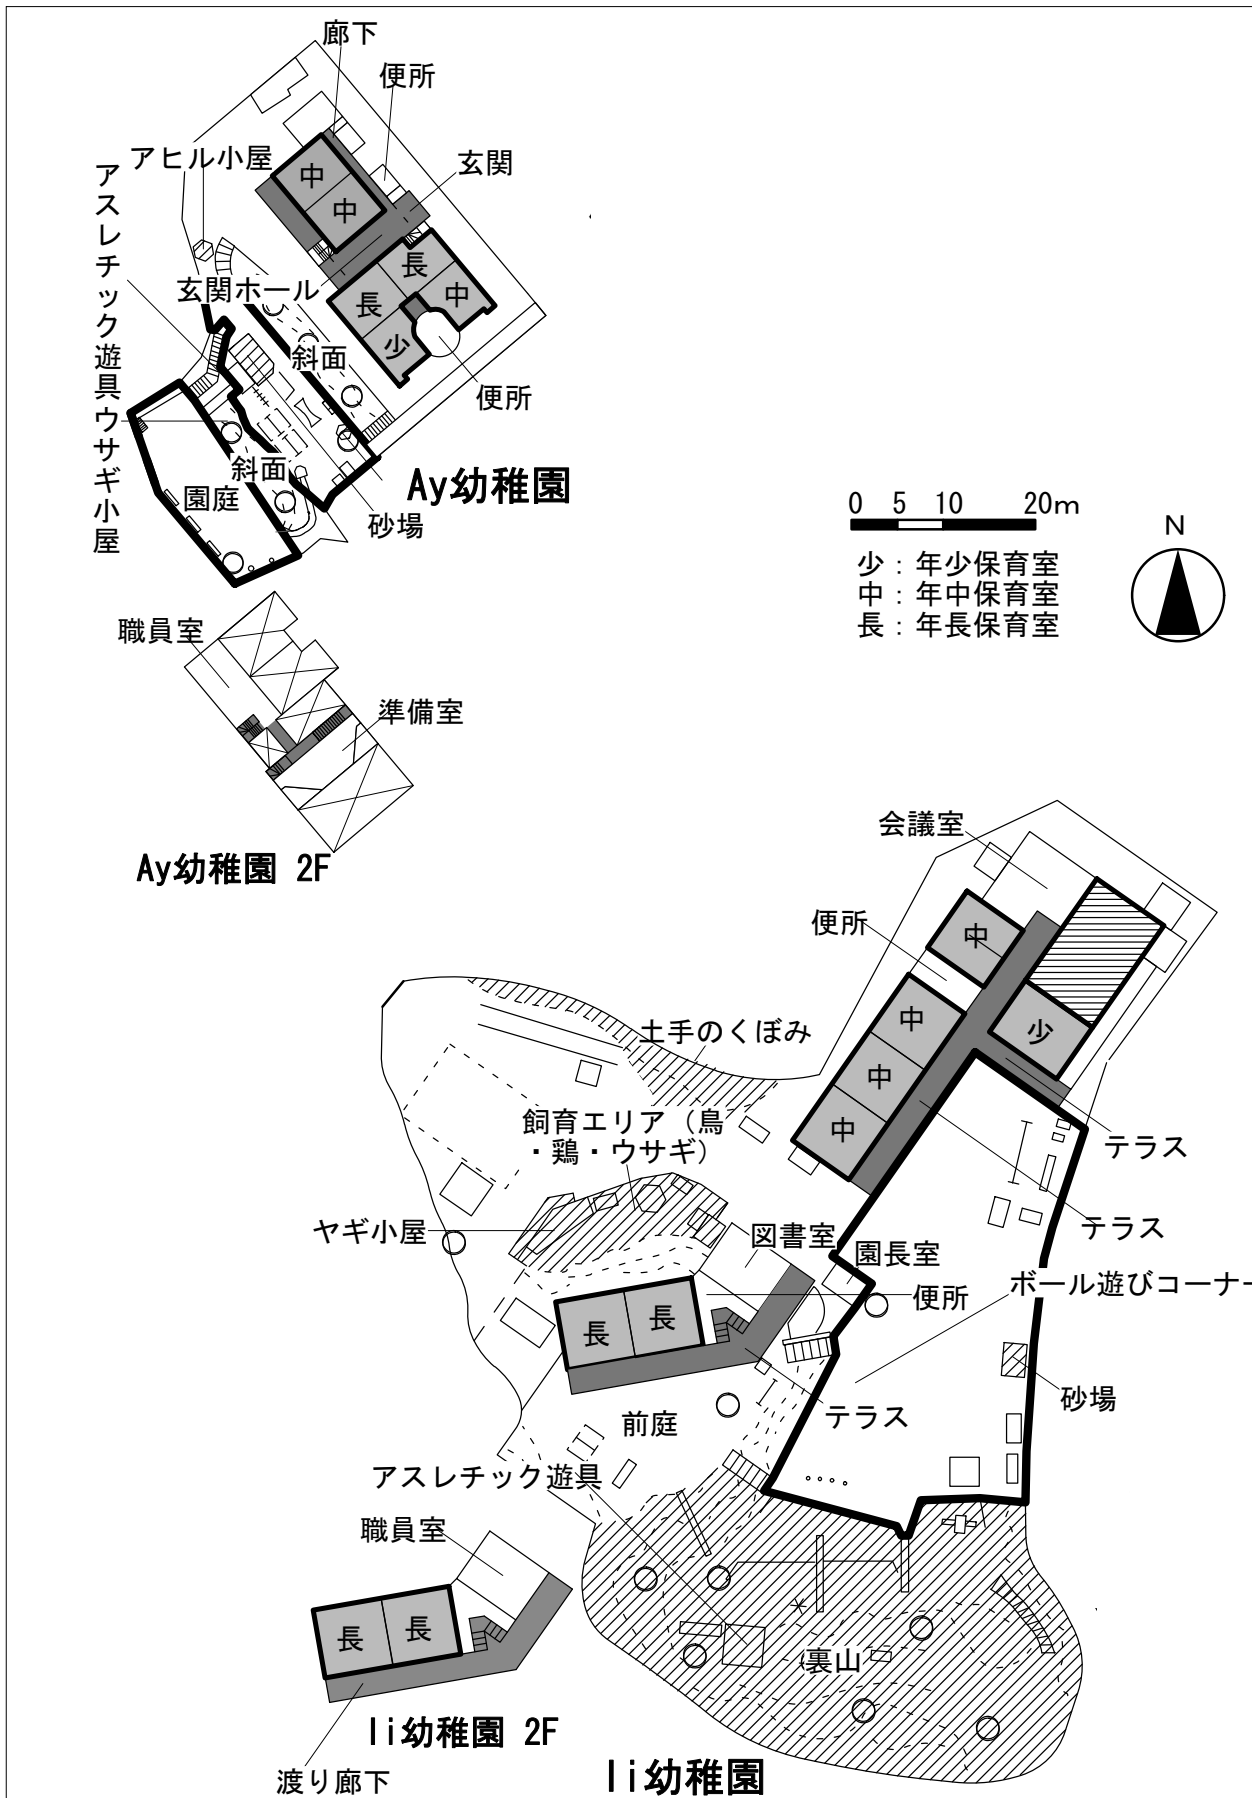 廊下
便所
アヒル小屋
玄関
アスレチック遊具
中
中
長
玄関ホール
長
中
斜面
少
便所
ウサギ小屋
斜面
園庭
Ay幼稚園
砂場
0 5 10 20m
N
少：年少保育室
中：年中保育室
長：年長保育室
職員室
準備室
Ay幼稚園 2F
会議室
便所
中
中
少
土手のくぼみ
中
飼育エリア（鳥
・鶏・ウサギ）
中
テラス
ヤギ小屋
図書室
テラス
園長室
ボール遊びコーナー
便所
長
長
砂場
テラス
前庭
アスレチック遊具
職員室
長
長
裏山
Ii幼稚園 2F
渡り廊下
Ii幼稚園